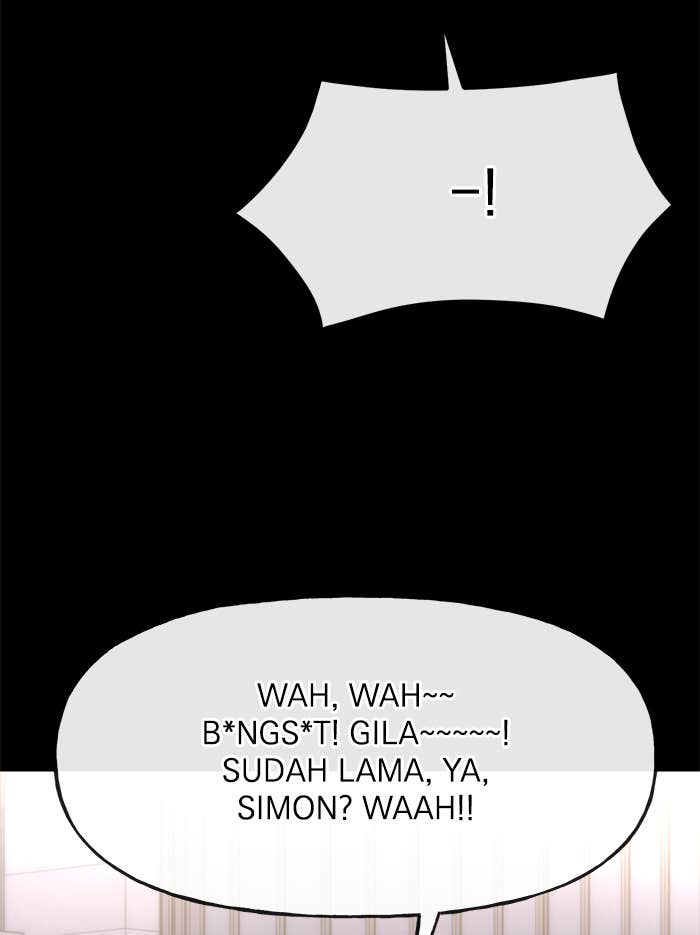 -!
WAH, WAH~~
B*NGS*T! GILA~~~~~!
SUDAH LAMA, YA,
SIMON? WAAH!!